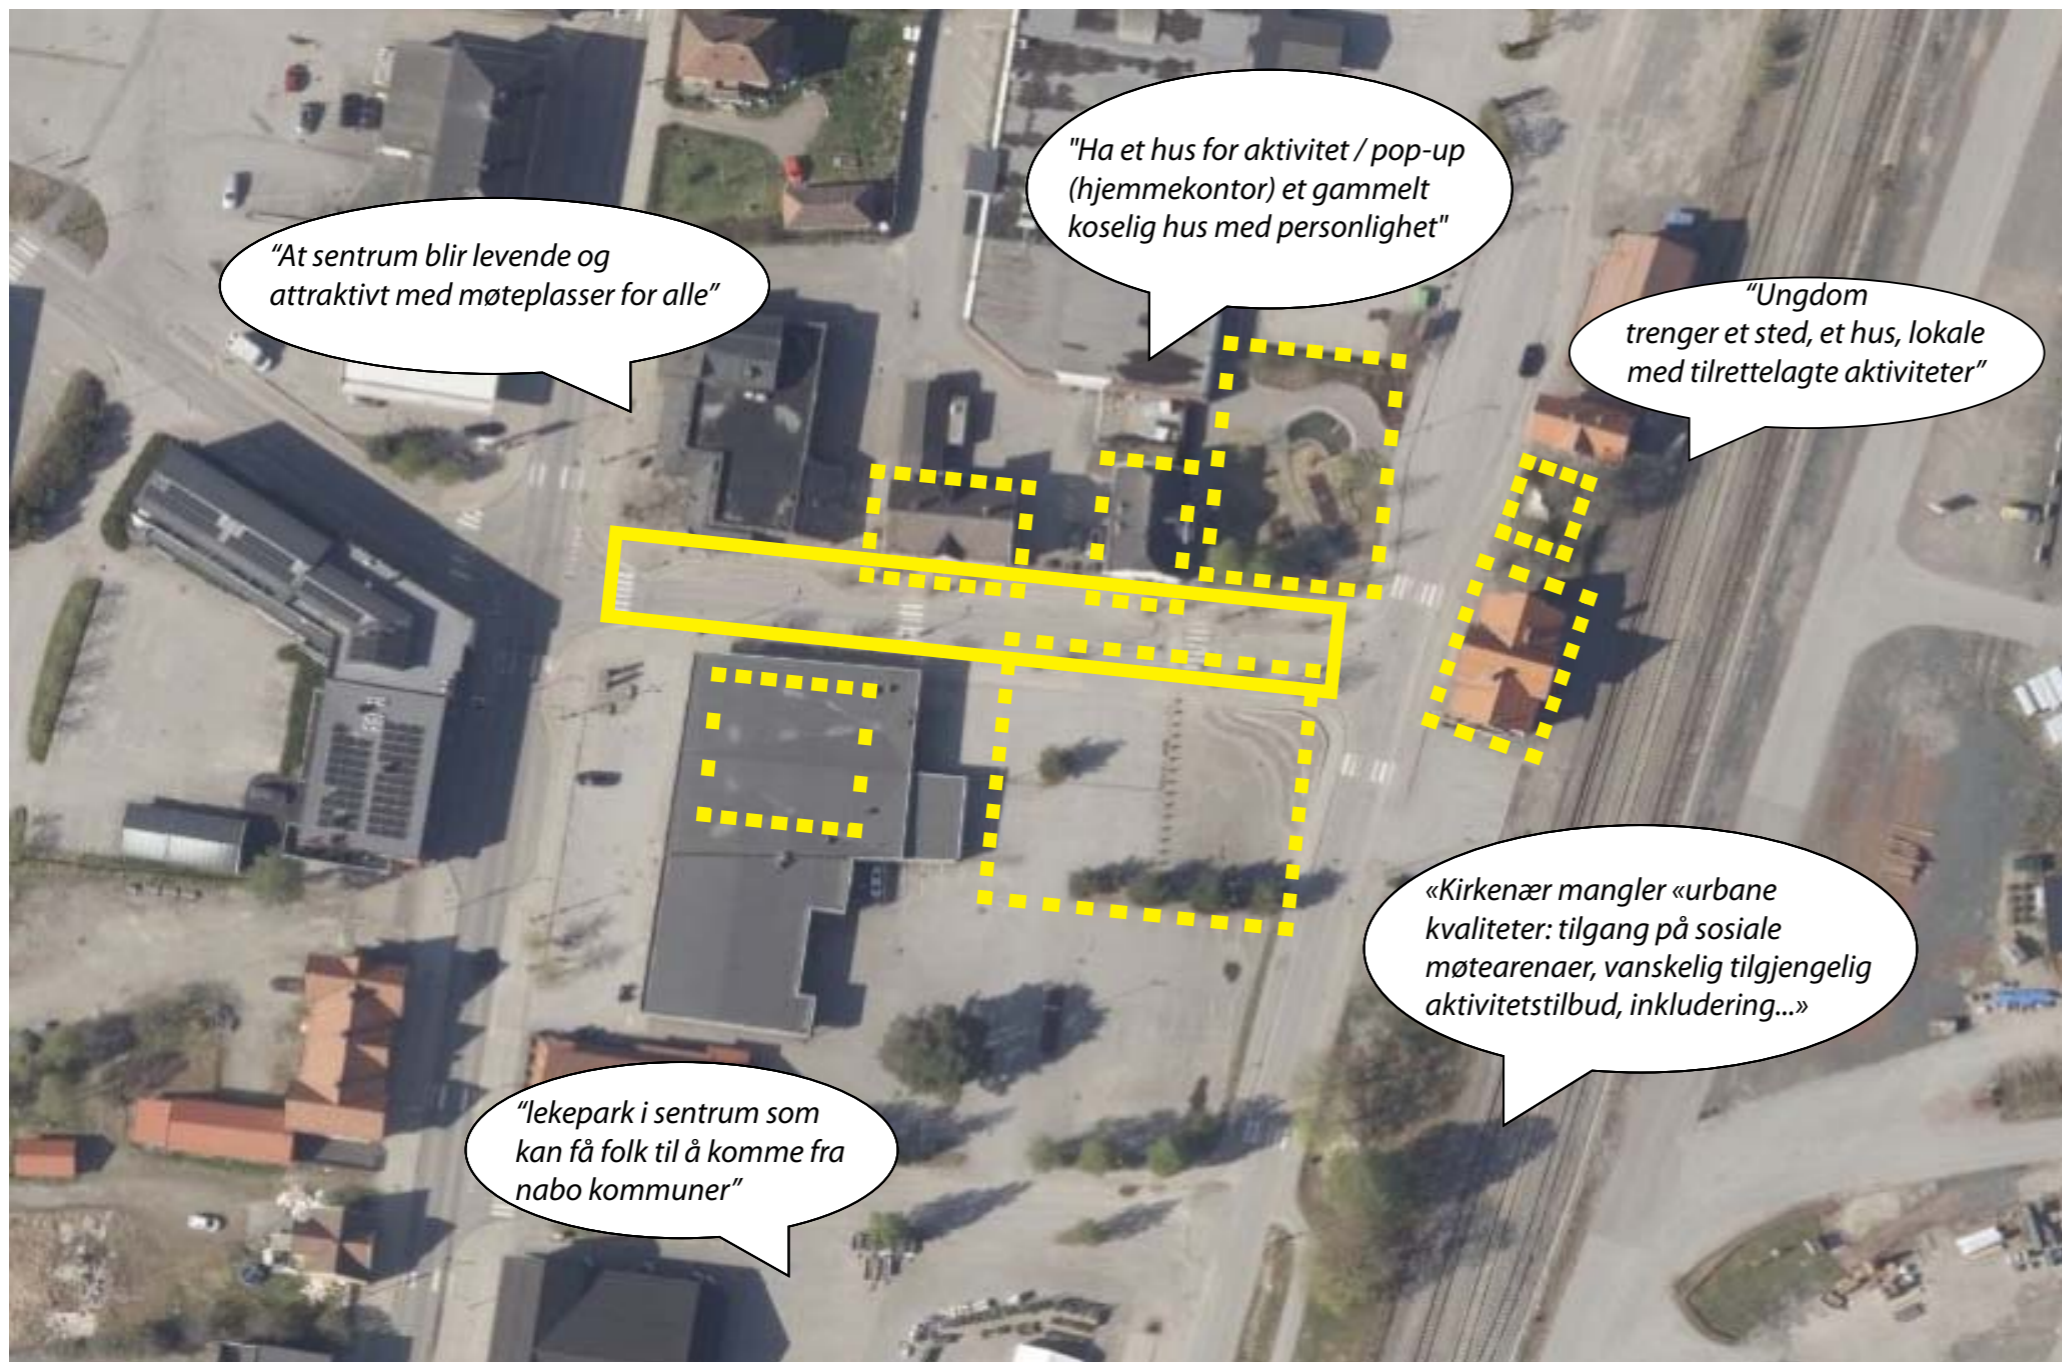 "Ha et hus for aktivitet / pop-up
(hjemmekontor) et gammelt
koselig hus med personlighet"
“At sentrum blir levende og
attraktivt med møteplasser for alle”
“Ungdom
trenger et sted, et hus, lokale
med tilrettelagte aktiviteter”
«Kirkenær mangler «urbane
kvaliteter: tilgang på sosiale
møtearenaer, vanskelig tilgjengelig
aktivitetstilbud, inkludering...»
“lekepark i sentrum som
kan få folk til å komme fra
nabo kommuner”